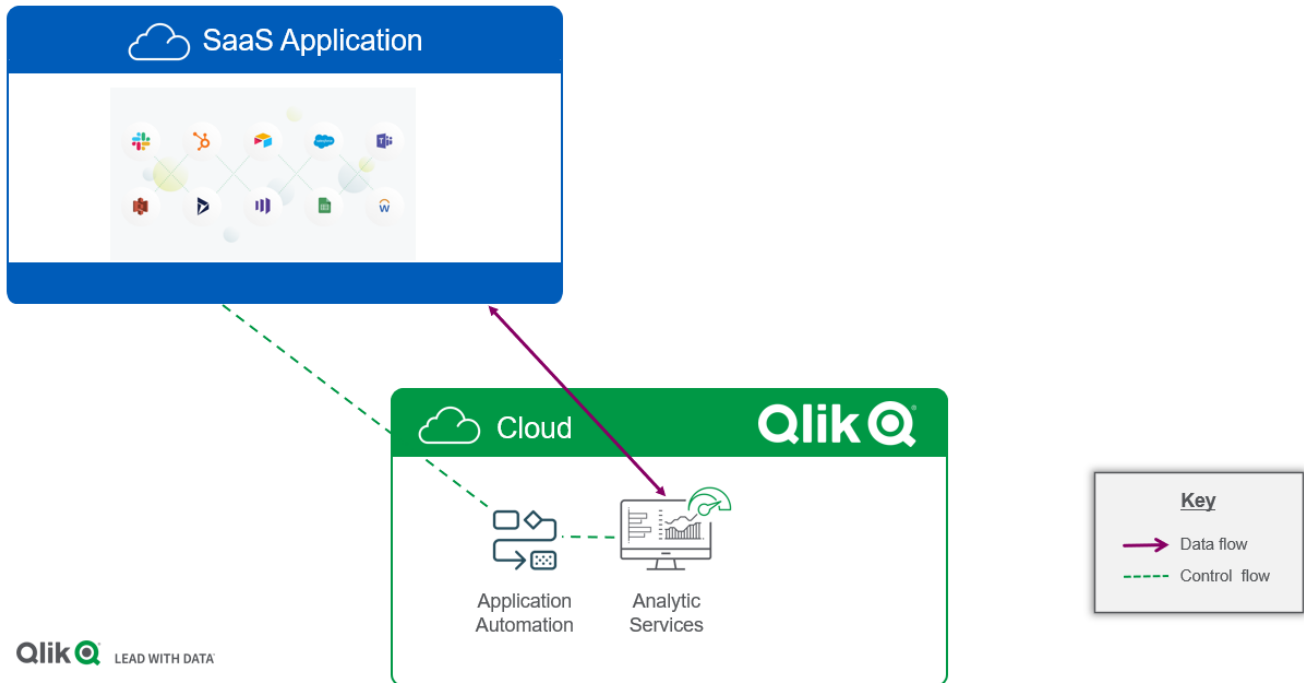 SaaS Application
Cloud
Qlik
Application
Automation
Analytic
Services
Key
Data flow
Control flow
Qlik LEAD WITH DATA